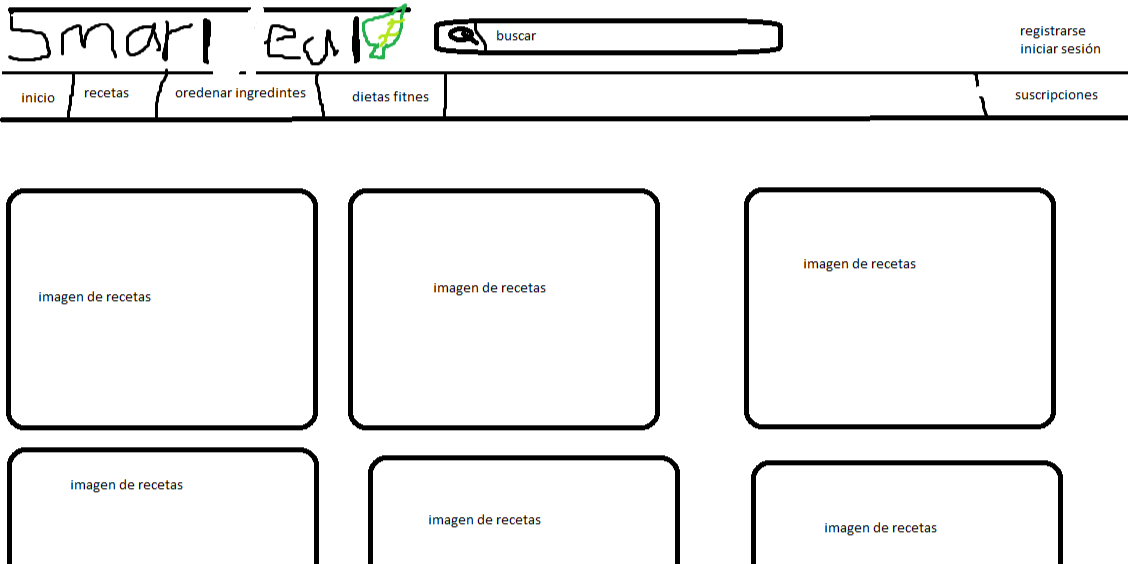 Smart Eat
buscar
registrarse
iniciar sesión
inicio
recetas
oredenar ingredintes
dietas fitnes
suscripciones
imagen de recetas
imagen de recetas
imagen de recetas
imagen de recetas
imagen de recetas
imagen de recetas